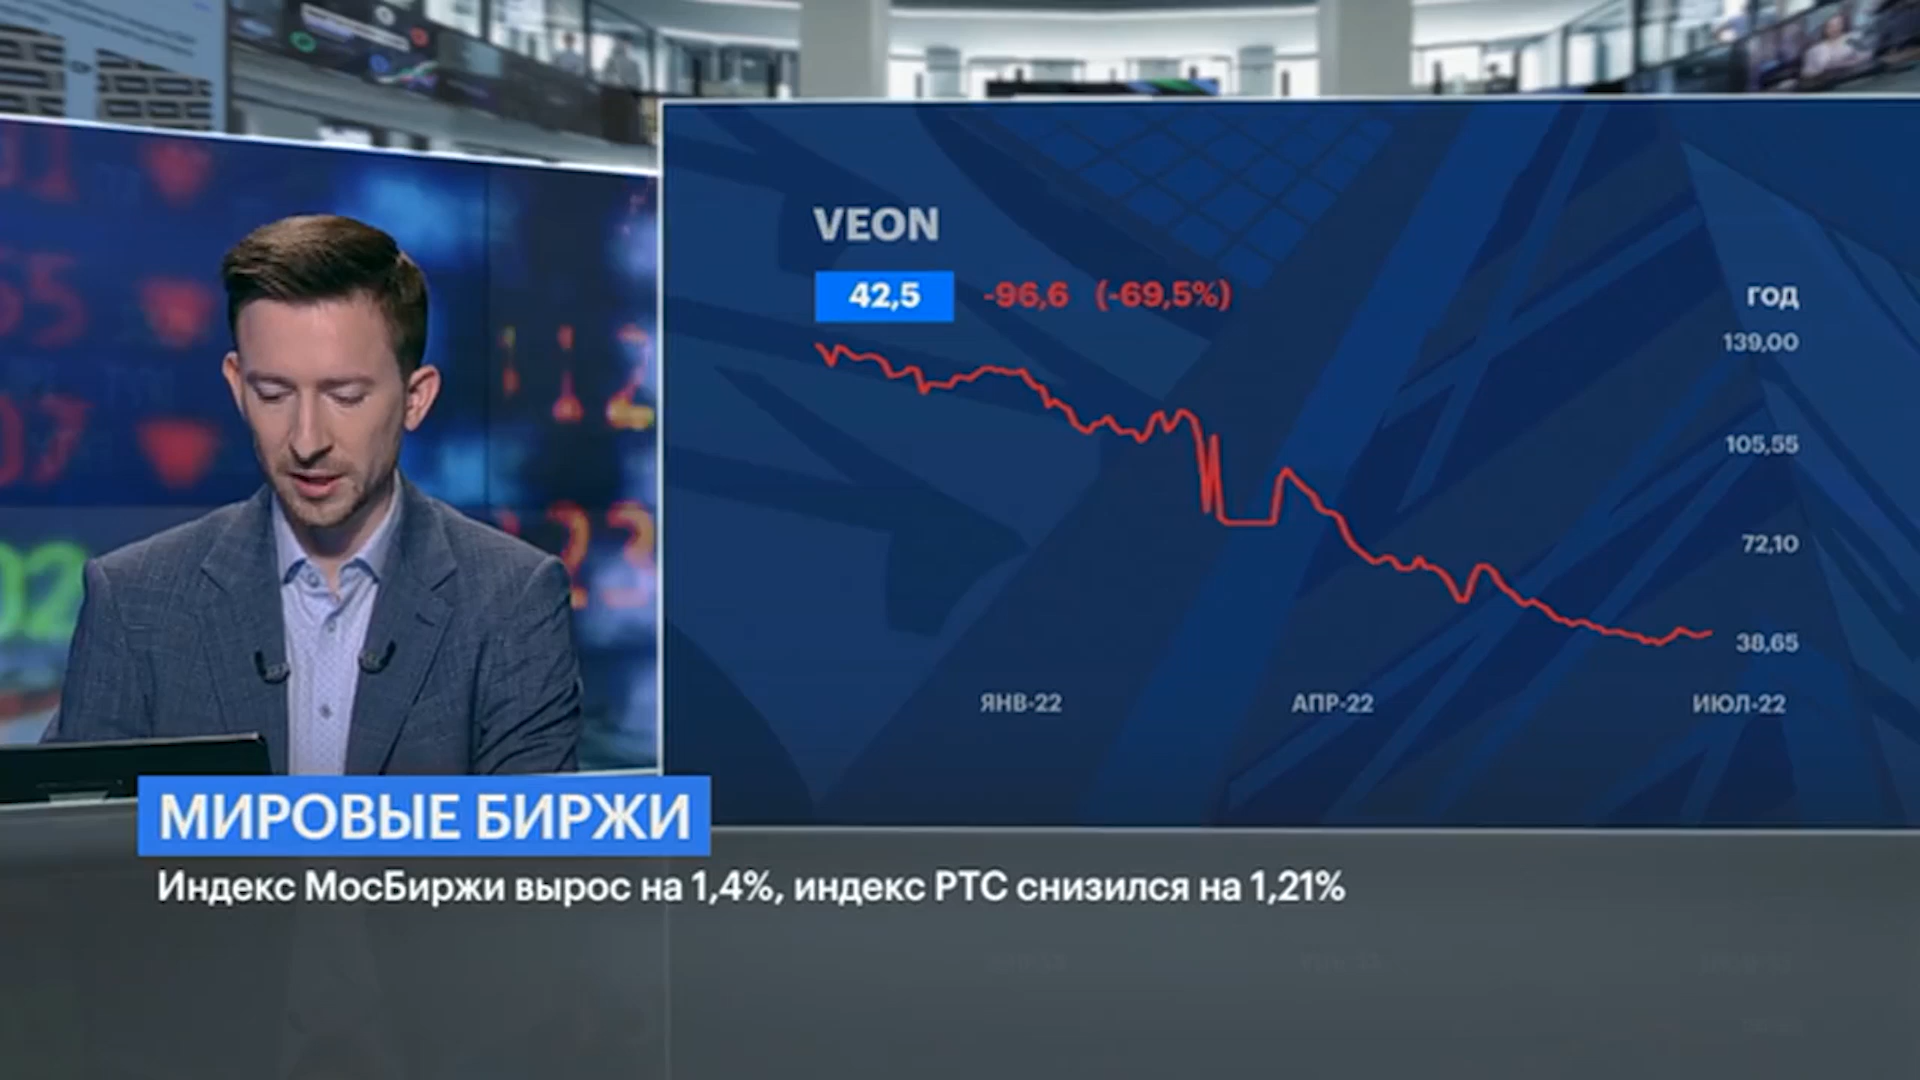 VEON
42,5 -96,6 (-69,5%)
ГОД
139,00
105,55
72,10
38,65
ЯНВ-22 АПР-22 ИЮЛ-22
МИРОВЫЕ БИРЖИ
Индекс МосБиржи вырос на 1,4%, индекс РТС снизился на 1,21%